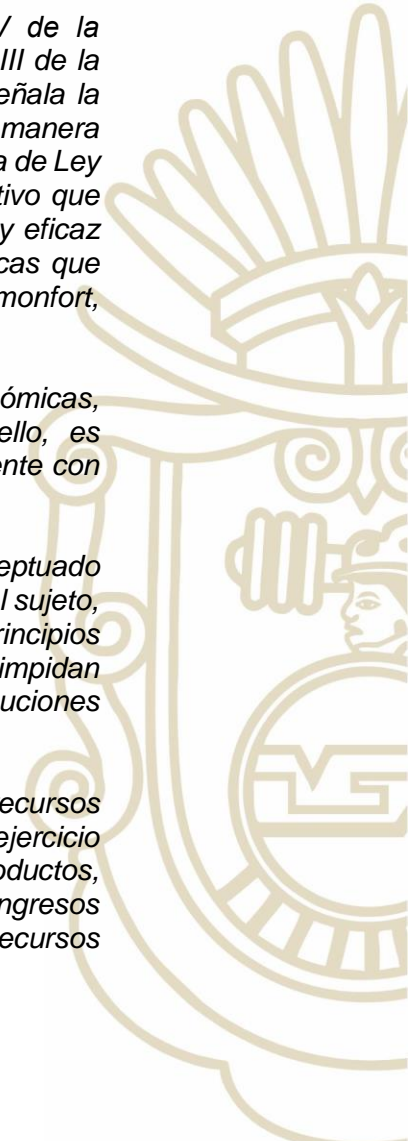 V de la
III de la
eñala la
manera
a de Ley
tivo que
y eficaz
cas que
monfort,
ómicas,
ello, es
ente con
eptuado
l sujeto,
rincipios
impidan
uciones
ecursos
ejercicio
oductos,
ngresos
ecursos